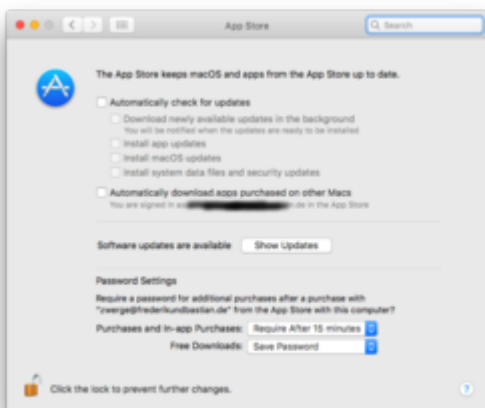 App Store
Search
The App Store keeps macOS and apps from the App Store up to date.
Automatically check for updates
Download newly available updates in the background
You will be notified when the updates are ready to be installed
Install app updates
Install macOS updates
Install system data files and security updates
Automatically download apps purchased on other Macs
You are signed in as .de in the App Store
Software updates are available Show Updates
Password Settings
Require a password for additional purchases after a purchase with
"zwerge@frederikundbastian.de" from the App Store with this computer?
Purchases and In-app Purchases: Require After 15 minutes
Free Downloads: Save Password
Click the lock to prevent further changes.
?